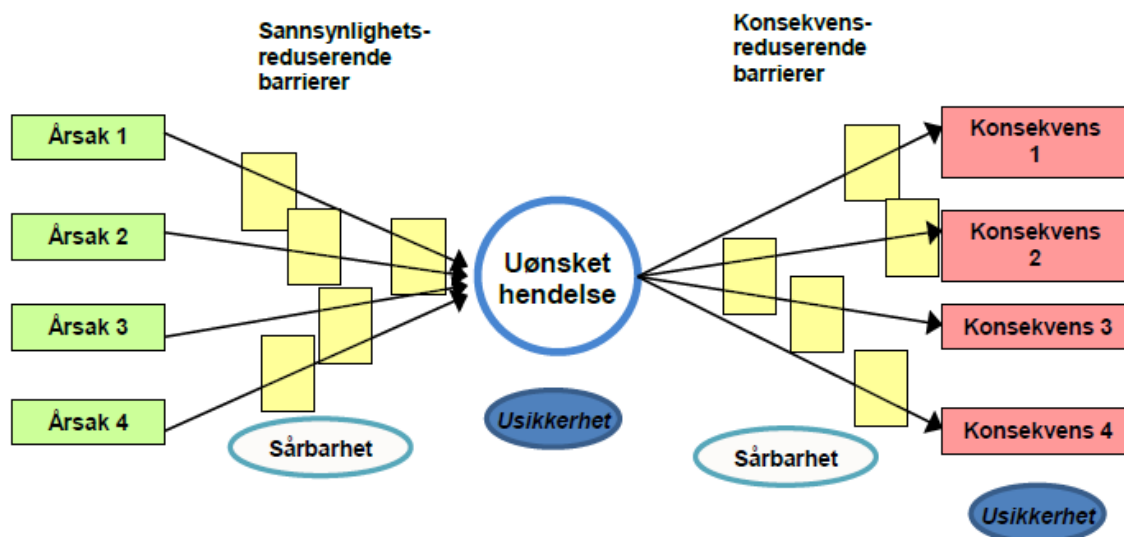 Sannsynlighets-
reduserende
barrierer
Konsekvens-
reduserende
barrierer
Årsak 1
Årsak 2
Årsak 3
Årsak 4
Uønsket
hendelse
Konsekvens
1
Konsekvens
2
Konsekvens 3
Konsekvens 4
Sårbarhet
Usikkerhet
Sårbarhet
Usikkerhet